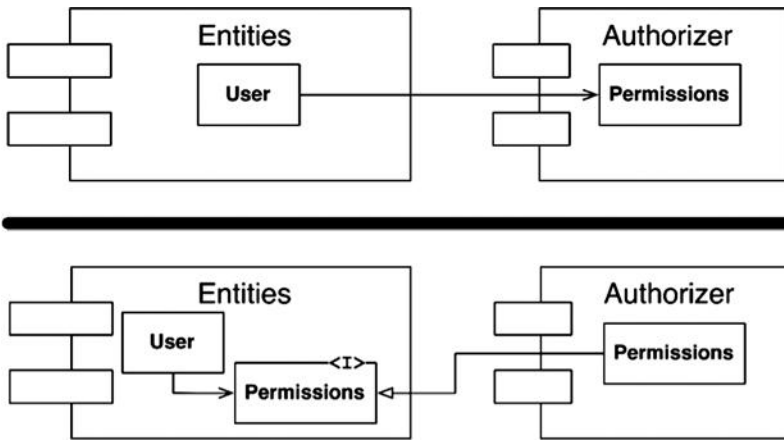 Entities
Authorizer
User
Permissions
Entities
Authorizer
User
<I>
Permissions
Permissions